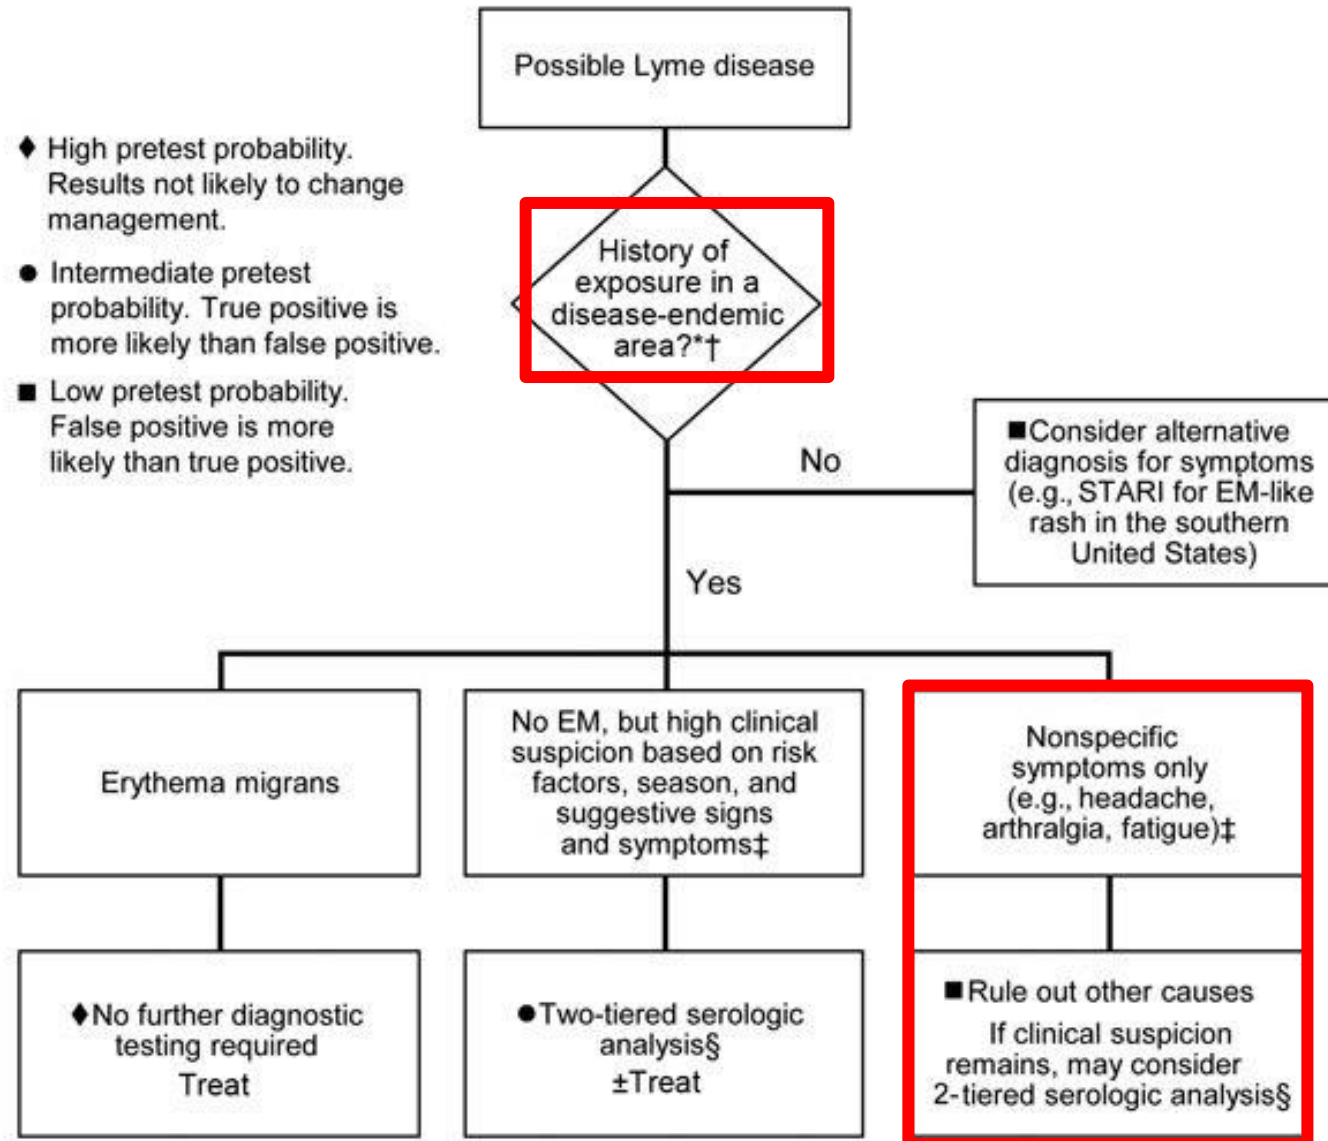 Possible Lyme disease
♦ High pretest probability.
Results not likely to change
management.
● Intermediate pretest
probability. True positive is
more likely than false positive.
■ Low pretest probability.
False positive is more
likely than true positive.
History of
exposure in a
disease-endemic
area?*†
No
■Consider alternative
diagnosis for symptoms
(e.g., STARI for EM-like
rash in the southern
United States)
Yes
Erythema migrans
No EM, but high clinical
suspicion based on risk
factors, season, and
suggestive signs
and symptoms‡
Nonspecific
symptoms only
(e.g., headache,
arthralgia, fatigue)‡
♦No further diagnostic
testing required
Treat
●Two-tiered serologic
analysis§
±Treat
■Rule out other causes
If clinical suspicion
remains, may consider
2-tiered serologic analysis§